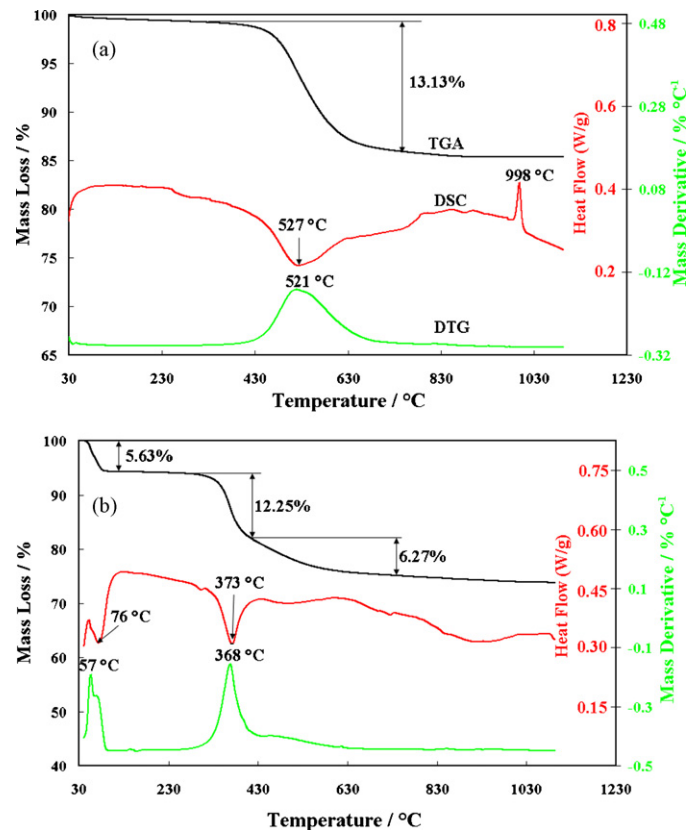 (a)
Mass Loss / %
100
95
90
85
80
75
70
65
13.13%
TGA
998 °C
DSC
527 °C
521 °C
DTG
0.8
0.6
0.4
0.2
Heat Flow (W/g)
0.48
0.28
0.08
-0.12
-0.32
Mass Derivative / % °C¹
30 230 430 630 830 1030 1230
Temperature / °C
(b)
Mass Loss / %
100
90
80
70
60
50
40
5.63%
12.25%
6.27%
373 °C
76 °C
368 °C
57 °C
0.75
0.60
0.45
0.30
0.15
Heat Flow (W/g)
0.5
0.3
0.1
-0.1
-0.3
-0.5
Mass Derivative / % °C¹
30 230 430 630 830 1030 1230
Temperature / °C